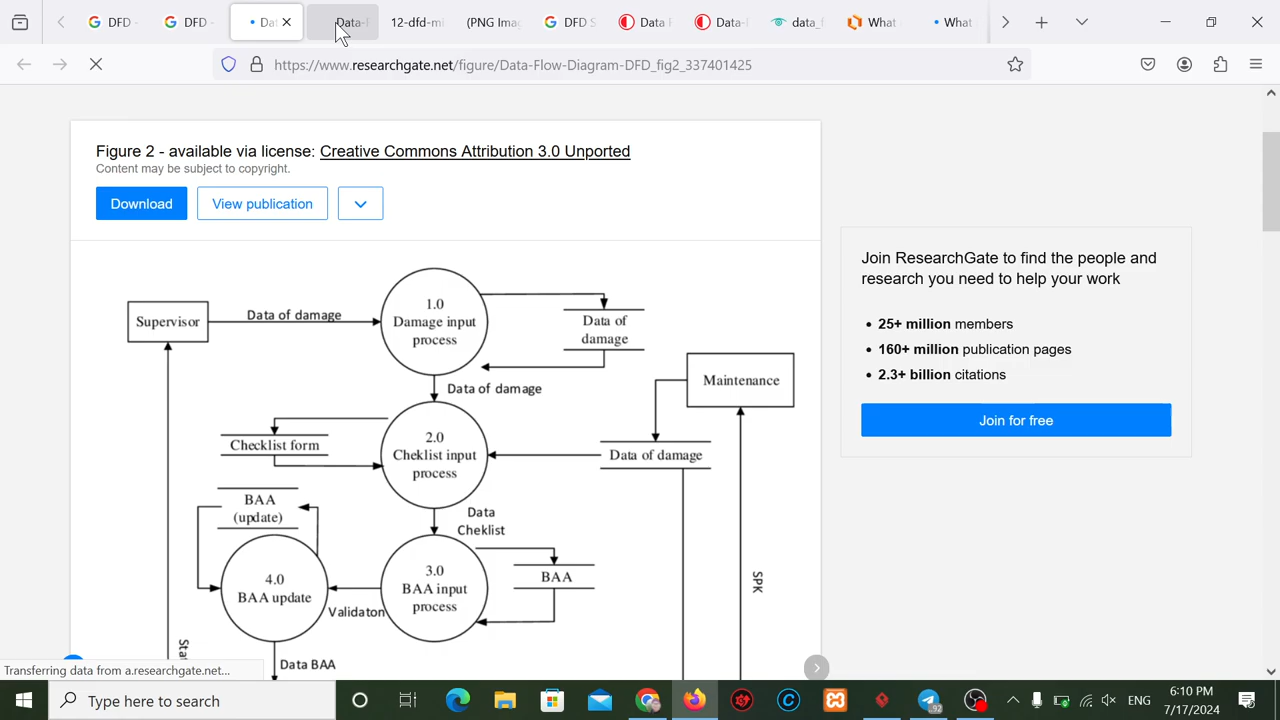 DFD
DFD
Dat
Data-F
12-dfd-mi
(PNG Imag
DFD S
Data F
Data-
data_f
What
What
https://www.researchgate.net/figure/Data-Flow-Diagram-DFD_fig2_337401425
Figure 2 - available via license: Creative Commons Attribution 3.0 Unported
Content may be subject to copyright.
Download
View publication
Supervisor
Data of damage
1.0
Damage input
process
Data of
damage
Maintenance
Data of damage
Checklist form
2.0
Cheklist input
process
Data of damage
BAA
(update)
Data
Cheklist
4.0
BAA update
Validaton
3.0
BAA input
process
BAA
SPK
Data BAA
Join ResearchGate to find the people and
research you need to help your work
25+ million members
160+ million publication pages
2.3+ billion citations
Join for free
Transferring data from a.researchgate.net...
Type here to search
92
ENG
6:10 PM
7/17/2024